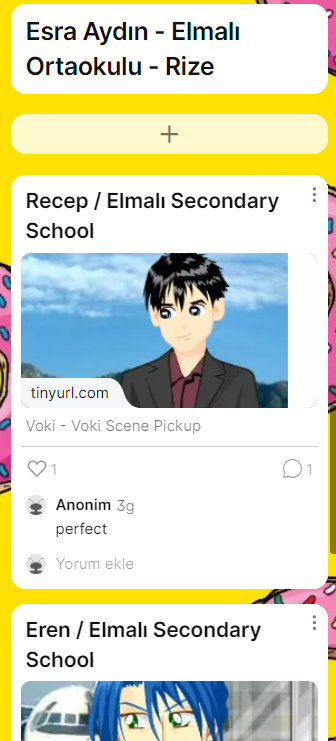 Esra Aydın - Elmalı
Ortaokulu - Rize
+
Recep / Elmalı Secondary
School
tinyurl.com
Voki - Voki Scene Pickup
1
1
Anonim 3g
perfect
Yorum ekle
Eren / Elmalı Secondary
School